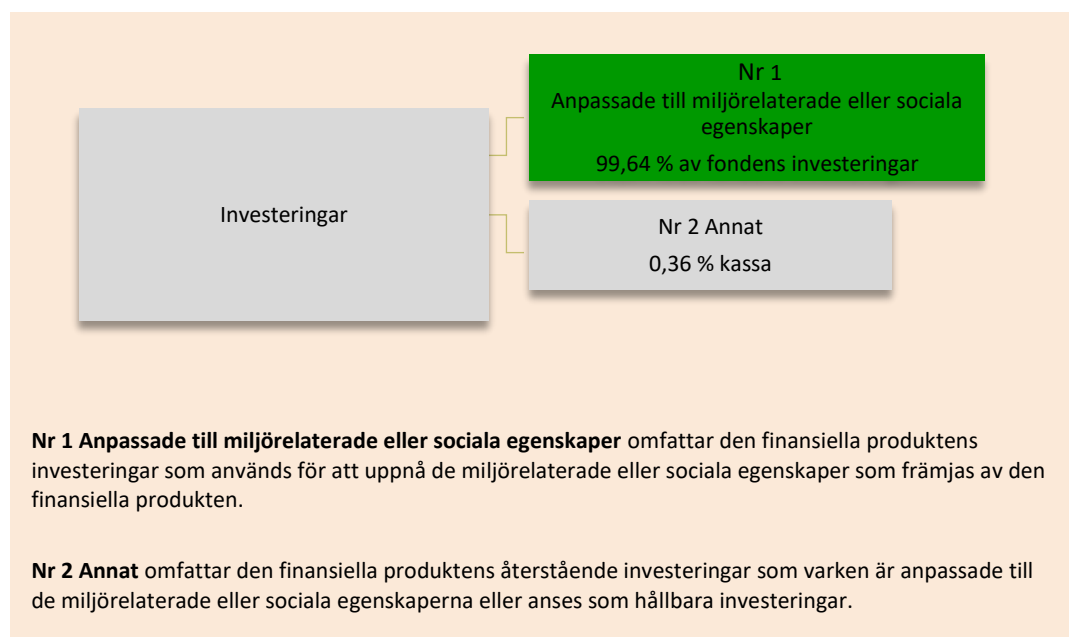 Investeringar
Nr 1
Anpassade till miljörelaterade eller sociala
egenskaper
99,64 % av fondens investeringar
Nr 2 Annat
0,36 % kassa
Nr 1 Anpassade till miljörelaterade eller sociala egenskaper omfattar den finansiella produktens
investeringar som används för att uppnå de miljörelaterade eller sociala egenskaper som främjas av den
finansiella produkten.
Nr 2 Annat omfattar den finansiella produktens återstående investeringar som varken är anpassade till
de miljörelaterade eller sociala egenskaperna eller anses som hållbara investeringar.